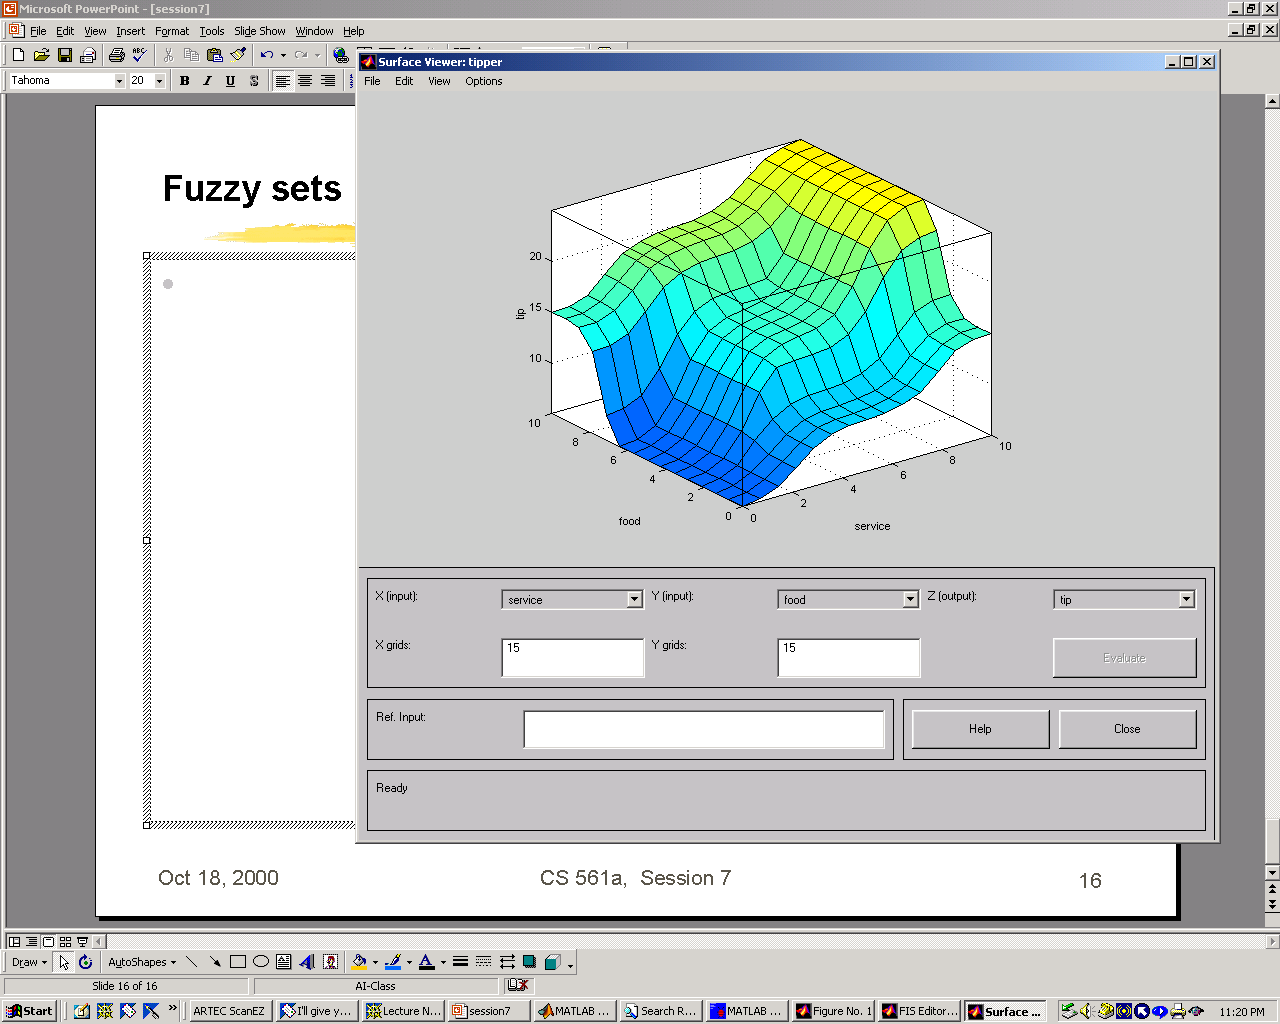 Microsoft PowerPoint - [session7]
File Edit View Insert Format Tools Slide Show Window Help
Tahoma 20 B I U S
Surface Viewer: tipper
File Edit View Options
Fuzzy sets
20
15
10
tip
10
8
6
4
2
0
food
0
2
4
6
8
10
service
X (input): service Y (input): food Z (output): tip
X grids: 15 Y grids: 15 Evaluate
Ref. Input: Help Close
Ready
Oct 18, 2000 CS 561a, Session 7 16
Draw AutoShapes A
Slide 16 of 16 AI-Class
Start » ARTEC ScanEZ I'll give y... Lecture N... session7 MATLAB ... Search R... MATLAB ... Figure No. 1 FIS Editor... Surface ... 11:20 PM